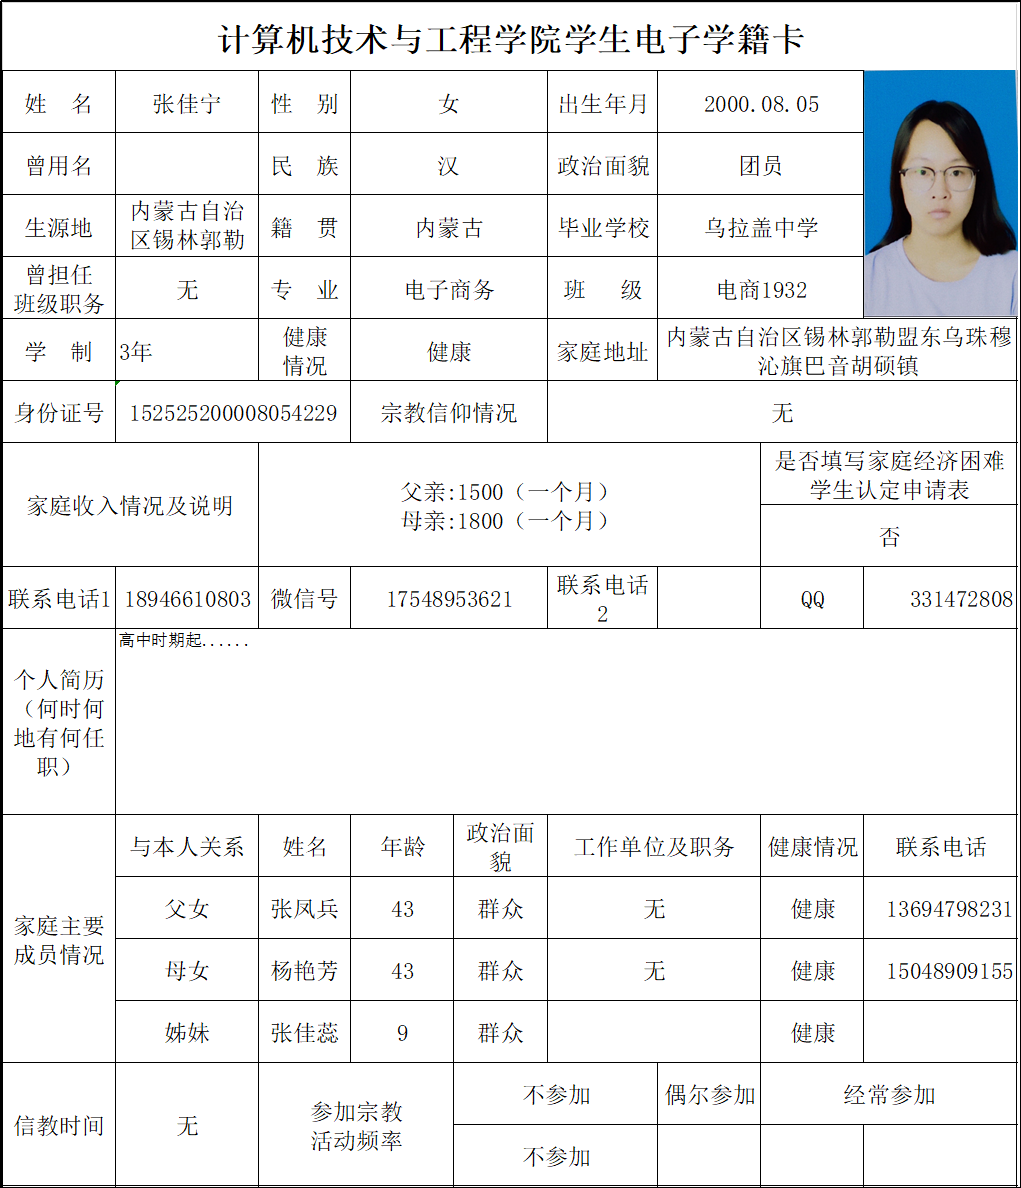 计算机技术与工程学院学生电子学籍卡
姓 名 张佳宁 性 别 女 出生年月 2000.08.05
曾用名 民 族 汉 政治面貌 团员
生源地 内蒙古自治
区锡林郭勒 籍 贯 内蒙古 毕业学校 乌拉盖中学
曾担任
班级职务 无 专 业 电子商务 班 级 电商1932
学 制 3年 健康
情况 健康 家庭地址 内蒙古自治区锡林郭勒盟东乌珠穆
沁旗巴音胡硕镇
身份证号 152525200008054229 宗教信仰情况 无
家庭收入情况及说明 父亲:1500（一个月）
母亲:1800（一个月）
是否填写家庭经济困难
学生认定申请表
否
联系电话1 18946610803 微信号 17548953621 联系电话
2 QQ 331472808
个人简历
（何时何
地有何任
职）
高中时期起......
家庭主要
成员情况
与本人关系 姓名 年龄 政治面
貌 工作单位及职务 健康情况 联系电话
父女 张凤兵 43 群众 无 健康 13694798231
母女 杨艳芳 43 群众 无 健康 15048909155
姊妹 张佳蕊 9 群众 健康
信教时间 无 参加宗教
活动频率
不参加 偶尔参加 经常参加
不参加